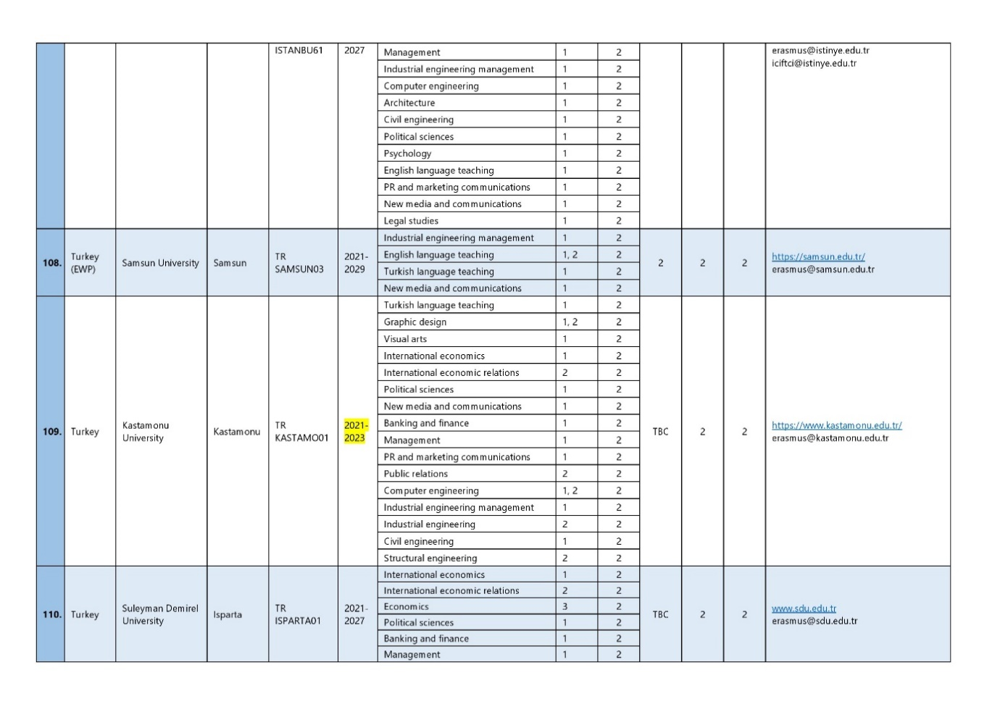 ISTANBU61 2027 Management 1 2 erasmus@istinye.edu.tr
iciftci@istinye.edu.tr
Industrial engineering management 1 2
Computer engineering 1 2
Architecture 1 2
Civil engineering 1 2
Political sciences 1 2
Psychology 1 2
English language teaching 1 2
PR and marketing communications 1 2
New media and communications 1 2
Legal studies 1 2
108. Turkey
(EWP)
Samsun University
Samsun
TR
SAMSUN03
2021-
2029
Industrial engineering management 1 2
English language teaching 1, 2 2
Turkish language teaching 1 2
New media and communications 1 2
2 2 2
https://samsun.edu.tr/
erasmus@samsun.edu.tr
109. Turkey
Kastamonu
University
Kastamonu
TR
KASTAMO01
2021-
2023
Turkish language teaching 1 2
Graphic design 1, 2 2
Visual arts 1 2
International economics 1 2
International economic relations 2 2
Political sciences 1 2
New media and communications 1 2
Banking and finance 1 2
Management 1 2
PR and marketing communications 1 2
Public relations 2 2
Computer engineering 1, 2 2
Industrial engineering management 1 2
Industrial engineering 2 2
Civil engineering 1 2
Structural engineering 2 2
TBC 2 2
https://www.kastamonu.edu.tr/
erasmus@kastamonu.edu.tr
110. Turkey
Suleyman Demirel
University
Isparta
TR
ISPARTA01
2021-
2027
International economics 1 2
International economic relations 2 2
Economics 3 2
Political sciences 1 2
Banking and finance 1 2
Management 1 2
TBC 2 2
www.sdu.edu.tr
erasmus@sdu.edu.tr